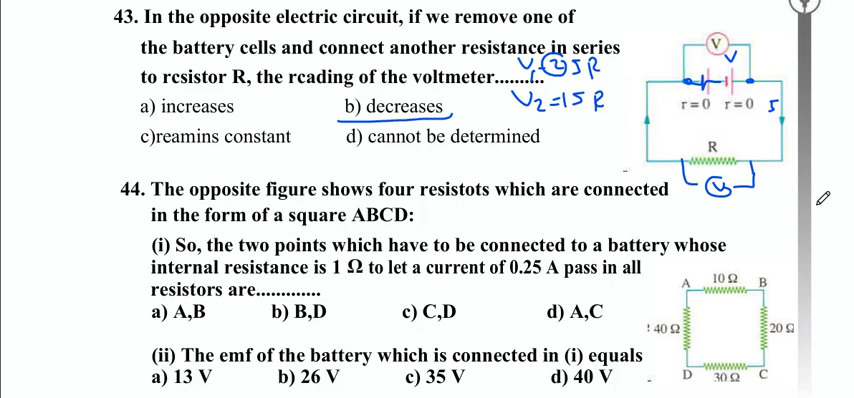 43. In the opposite electric circuit, if we remove one of
the battery cells and connect another resistance in series
to rcsistor R, the rcading of the voltmeter..........
a) increases b) decreases
c)reamins constant d) cannot be determined
V
V
r=0 r=0 5
R
V
V2=15 R
44. The opposite figure shows four resistots which are connected
in the form of a square ABCD:
(i) So, the two points which have to be connected to a battery whose
internal resistance is 1 Ω to let a current of 0.25 A pass in all
resistors are.............
a) A,B b) B,D c) C,D d) A,C
(ii) The emf of the battery which is connected in (i) equals
a) 13 V b) 26 V c) 35 V d) 40 V
A 10 Ω B
40 Ω 20 Ω
D 30 Ω C